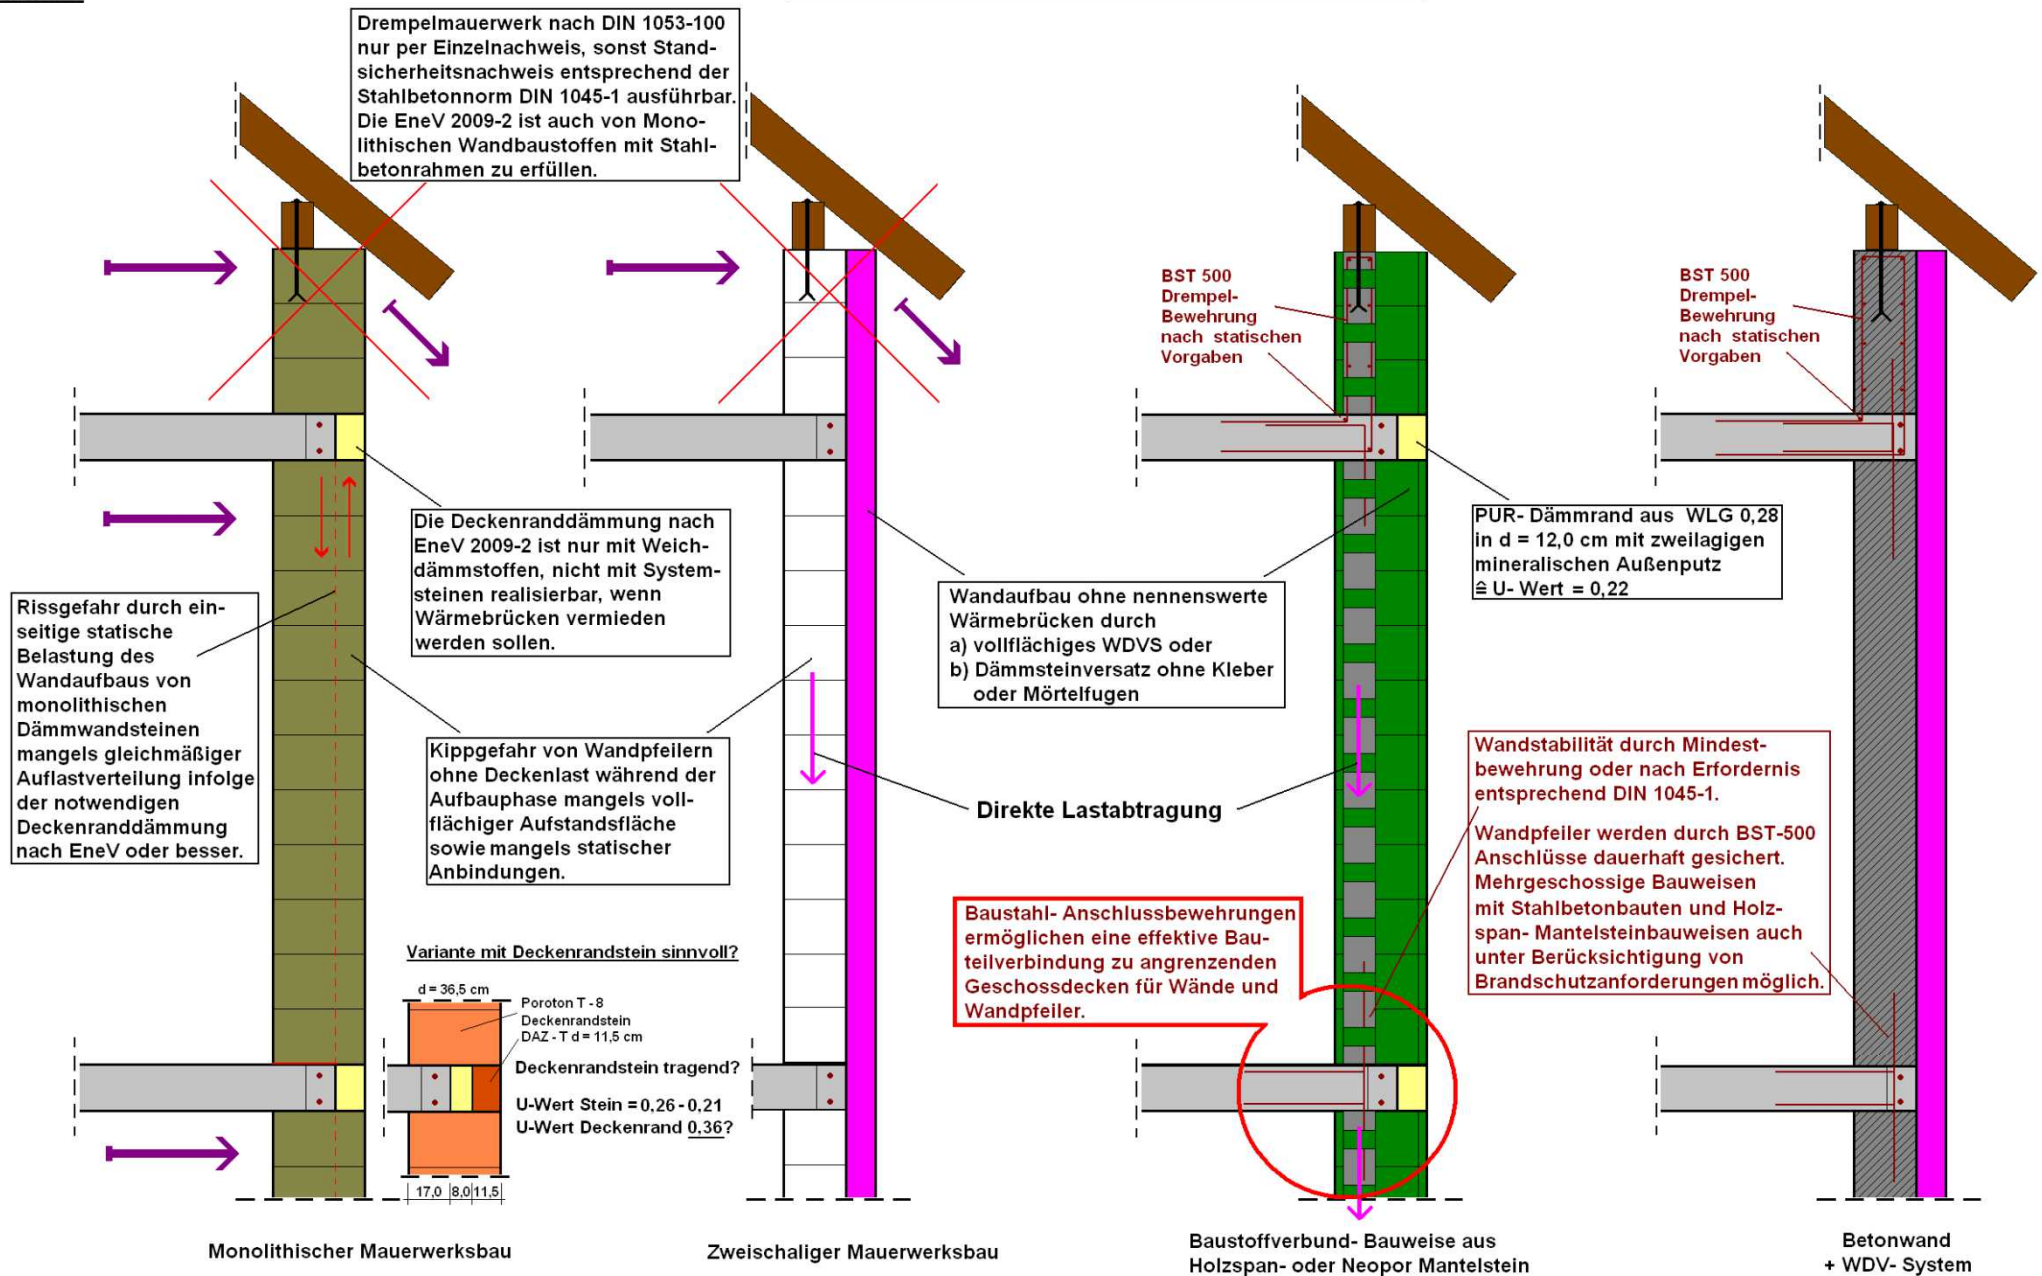 Drempelmauerwerk nach DIN 1053-100
nur per Einzelnachweis, sonst Stand-
sicherheitsnachweis entsprechend der
Stahlbetonnorm DIN 1045-1 ausführbar.
Die EneV 2009-2 ist auch von Mono-
lithischen Wandbaustoffen mit Stahl-
betonrahmen zu erfüllen.
BST 500
Drempel-
Bewehrung
nach statischen
Vorgaben
BST 500
Drempel-
Bewehrung
nach statischen
Vorgaben
Die Deckenranddämmung nach
EneV 2009-2 ist nur mit Weich-
dämmstoffen, nicht mit System-
steinen realisierbar, wenn
Wärmebrücken vermieden
werden sollen.
PUR- Dämmrand aus WLG 0,28
in d = 12,0 cm mit zweilagigen
mineralischen Außenputz
≙ U- Wert = 0,22
Rissgefahr durch ein-
seitige statische
Belastung des
Wandaufbaus von
monolithischen
Dämmwandsteinen
mangels gleichmäßiger
Auflastverteilung infolge
der notwendigen
Deckenranddämmung
nach EneV oder besser.
Wandaufbau ohne nennenswerte
Wärmebrücken durch
a) vollflächiges WDVS oder
b) Dämmsteinversatz ohne Kleber
oder Mörtelfugen
Kippgefahr von Wandpfeilern
ohne Deckenlast während der
Aufbauphase mangels voll-
flächiger Aufstandsfläche
sowie mangels statischer
Anbindungen.
Direkte Lastabtragung
Wandstabilität durch Mindest-
bewehrung oder nach Erfordernis
entsprechend DIN 1045-1.
Wandpfeiler werden durch BST-500
Anschlüsse dauerhaft gesichert.
Mehrgeschossige Bauweisen
mit Stahlbetonbauten und Holz-
span- Mantelsteinbauweisen auch
unter Berücksichtigung von
Brandschutzanforderungen möglich.
Baustahl- Anschlussbewehrungen
ermöglichen eine effektive Bau-
teilverbindung zu angrenzenden
Geschossdecken für Wände und
Wandpfeiler.
Variante mit Deckenrandstein sinnvoll?
d = 36,5 cm
Poroton T - 8
Deckenrandstein
DAZ - T d = 11,5 cm
Deckenrandstein tragend?
U-Wert Stein = 0,26 - 0,21
U-Wert Deckenrand 0,36?
17,0 8,0 11,5
Monolithischer Mauerwerksbau
Zweischaliger Mauerwerksbau
Baustoffverbund- Bauweise aus
Holzspan- oder Neopor Mantelstein
Betonwand
+ WDV- System